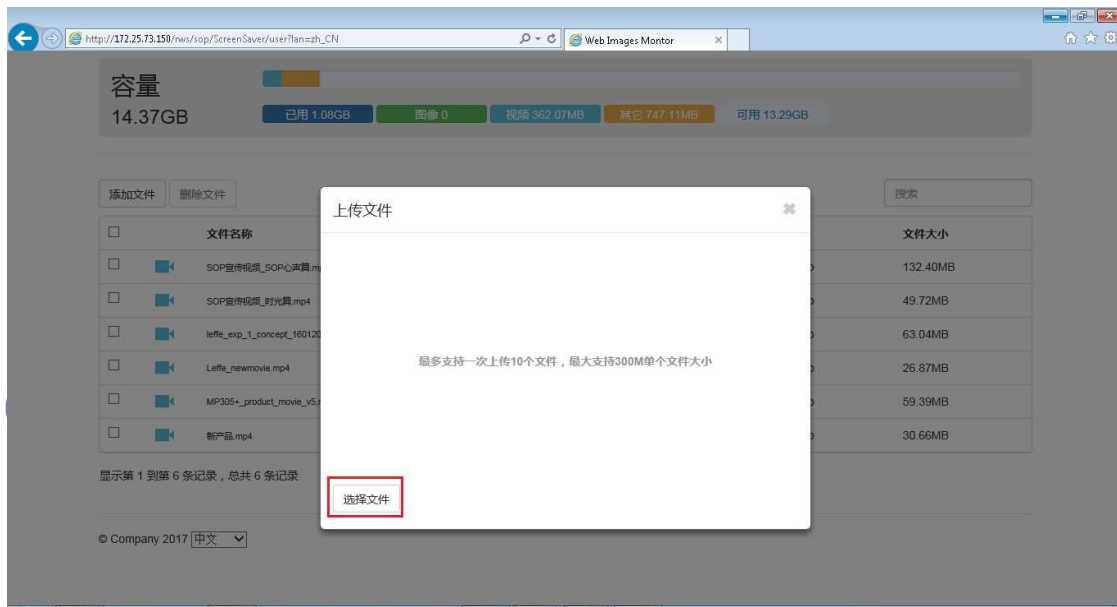 http://172.25.73.150/rws/sop/ScreenSaver/user?lan=zh_CN
Web Images Montor
容量
14.37GB
已用 1.08GB
图像 0
视频 362.07MB
其它 747.11MB
可用 13.29GB
添加文件
删除文件
搜索
上传文件
文件名称
文件大小
SOP宣传视频_SOP心声篇.m
132.40MB
SOP宣传视频_时光篇.mp4
49.72MB
leffe_exp_1_concept_160120
63.04MB
Leffe_newmovie.mp4
26.87MB
MP305+_product_movie_v5.
59.39MB
新产品.mp4
30.66MB
最多支持一次上传10个文件，最大支持300M单个文件大小
显示第 1 到第 6 条记录，总共 6 条记录
选择文件
© Company 2017 中文